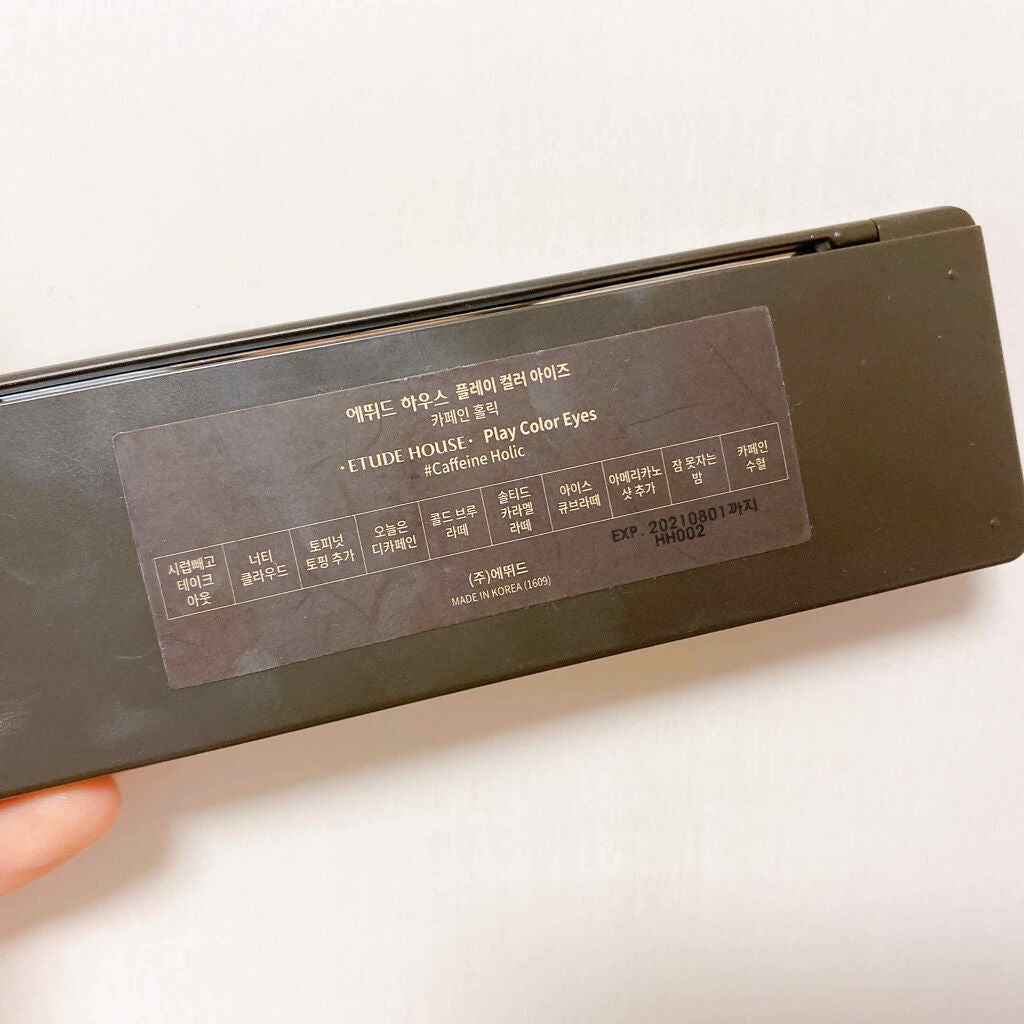 에뛰드 하우스 플레이 컬러 아이즈
카페인 홀릭
·ETUDE HOUSE· Play Color Eyes
#Caffeine Holic
시럽빼고
테이크
아웃
너티
클라우드
토피넛
토핑 추가
오늘은
디카페인
콜드 브루
라떼
솔티드
카라멜
라떼
아이스
큐브라떼
아메리카노
샷 추가
잠 못자는
밤
카페인
수혈
EXP. 20210801까지
HH002
(주)에뛰드
MADE IN KOREA (1609)